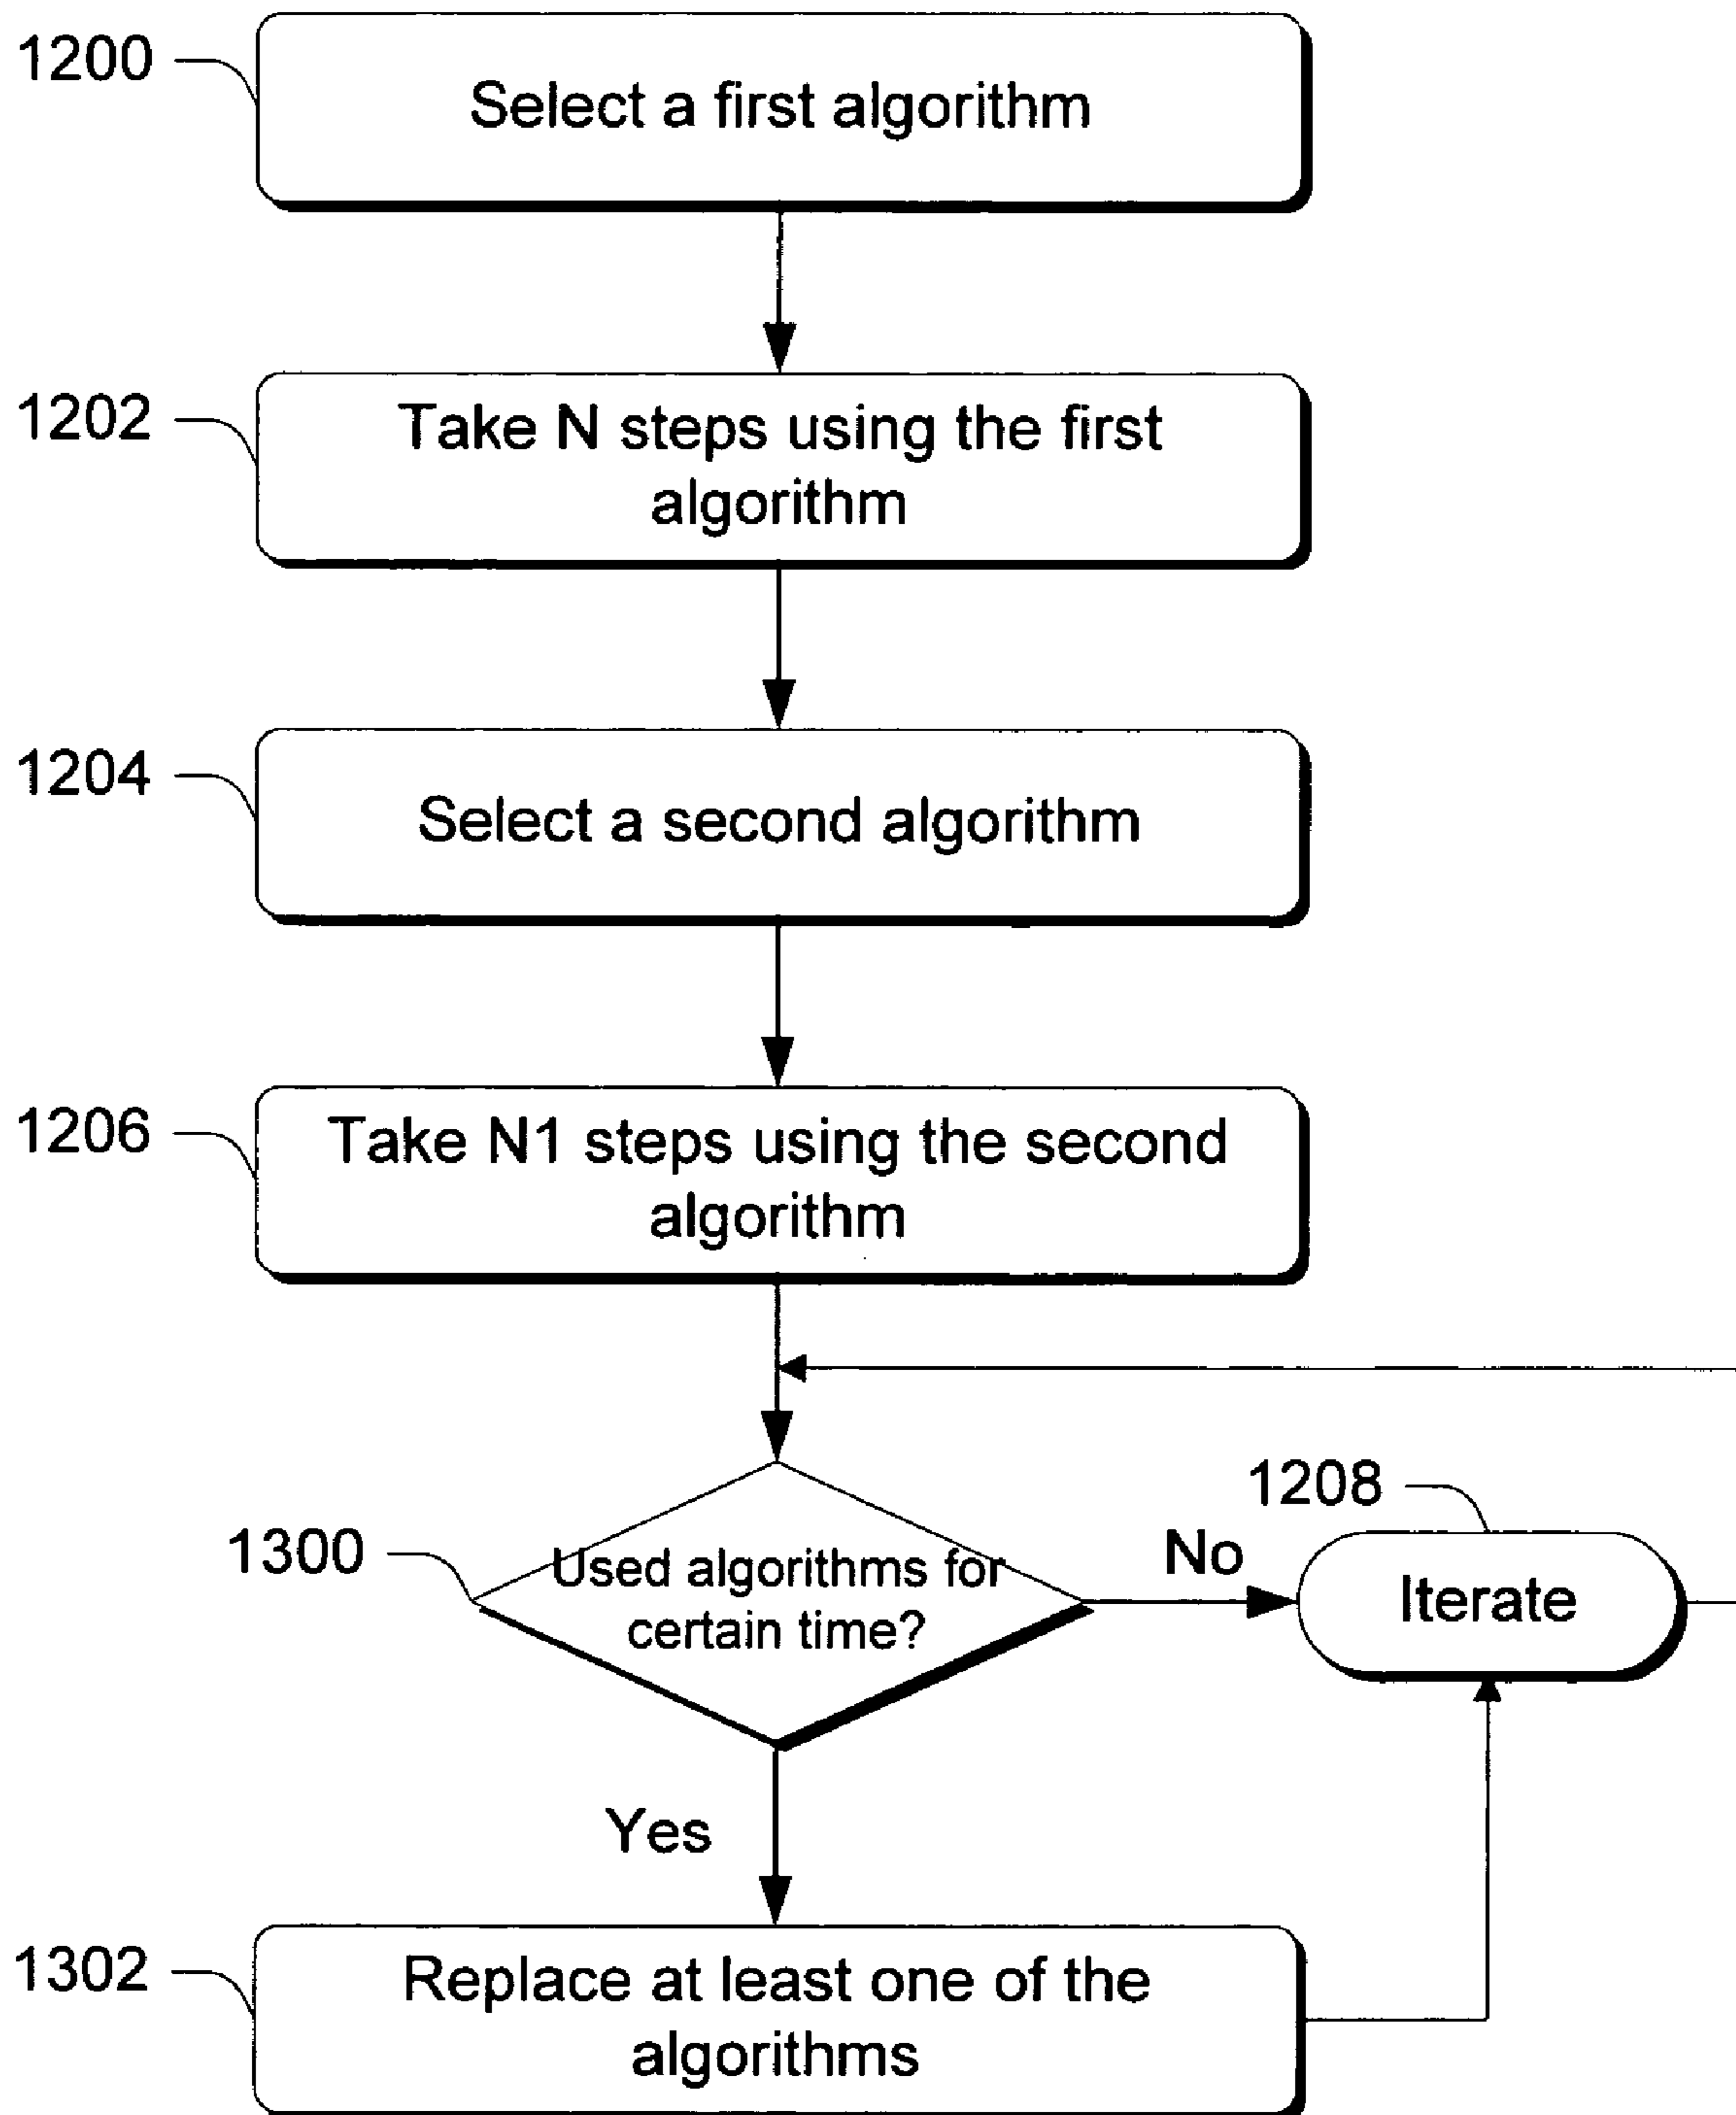 1200
Select a first algorithm
1202
Take N steps using the first
algorithm
1204
Select a second algorithm
1206
Take N1 steps using the second
algorithm
1208
1300
Used algorithms for
certain time?
No
Iterate
Yes
1302
Replace at least one of the
algorithms